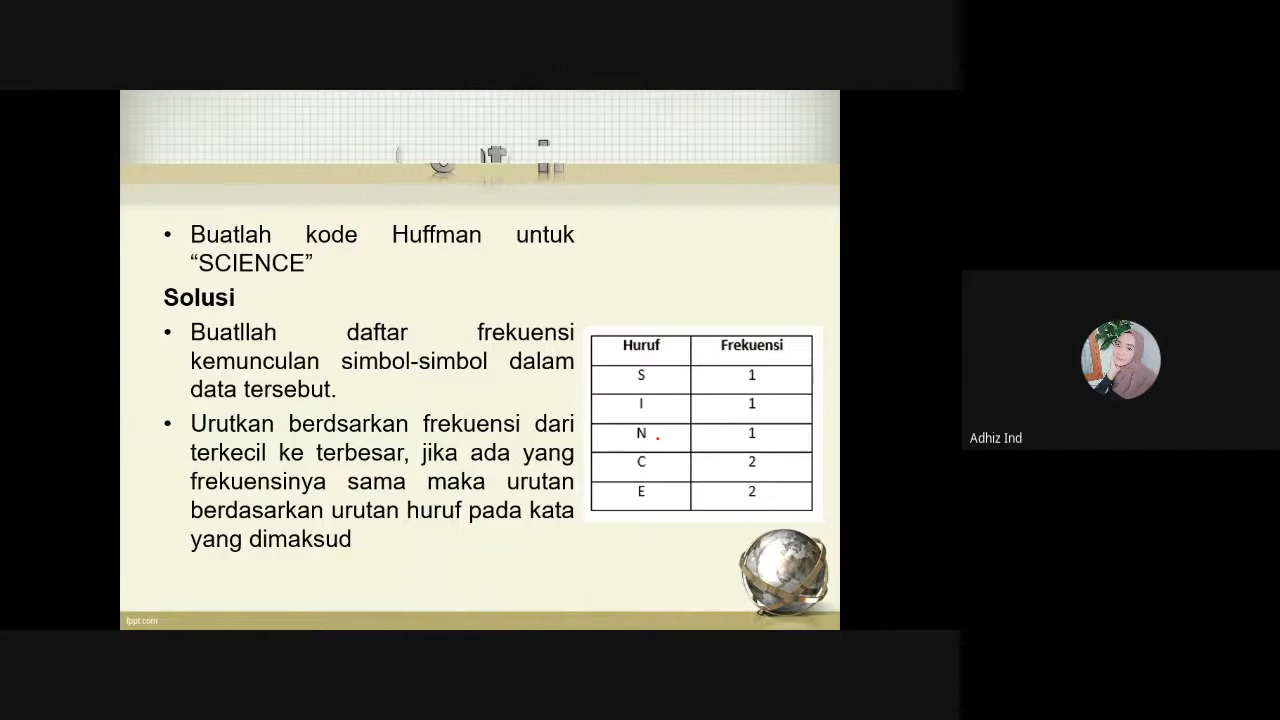 • Buatlah kode Huffman untuk
“SCIENCE”
Solusi
• Buatllah daftar frekuensi
kemunculan simbol-simbol dalam
data tersebut.
• Urutkan berdsarkan frekuensi dari
terkecil ke terbesar, jika ada yang
frekuensinya sama maka urutan
berdasarkan urutan huruf pada kata
yang dimaksud
Huruf Frekuensi
S 1
I 1
N 1
C 2
E 2
fppt.com
Adhiz Ind